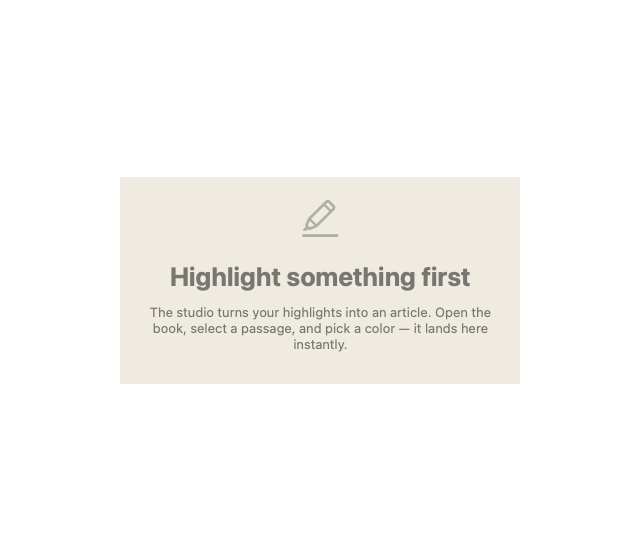 Highlight something first
The studio turns your highlights into an article. Open the
book, select a passage, and pick a color — it lands here
instantly.